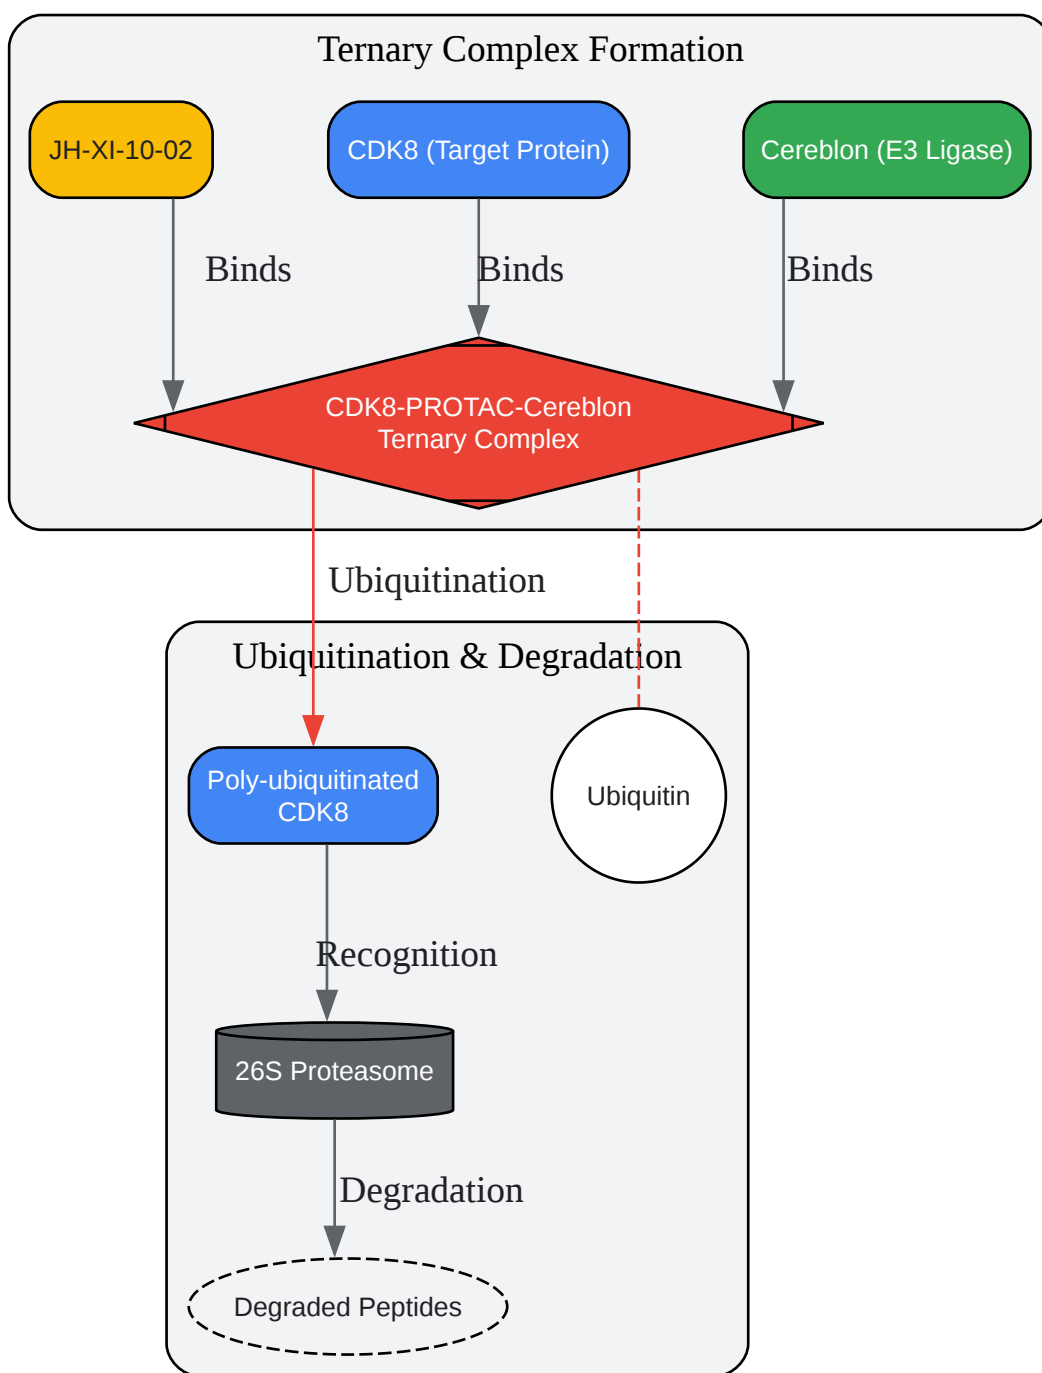 Ternary Complex Formation
JH-XI-10-02
CDK8 (Target Protein)
Cereblon (E3 Ligase)
Binds
Binds
Binds
CDK8-PROTAC-Cereblon
Ternary Complex
Ubiquitination
Ubiquitination & Degradation
Poly-ubiquitinated
CDK8
Ubiquitin
Recognition
26S Proteasome
Degradation
Degraded Peptides